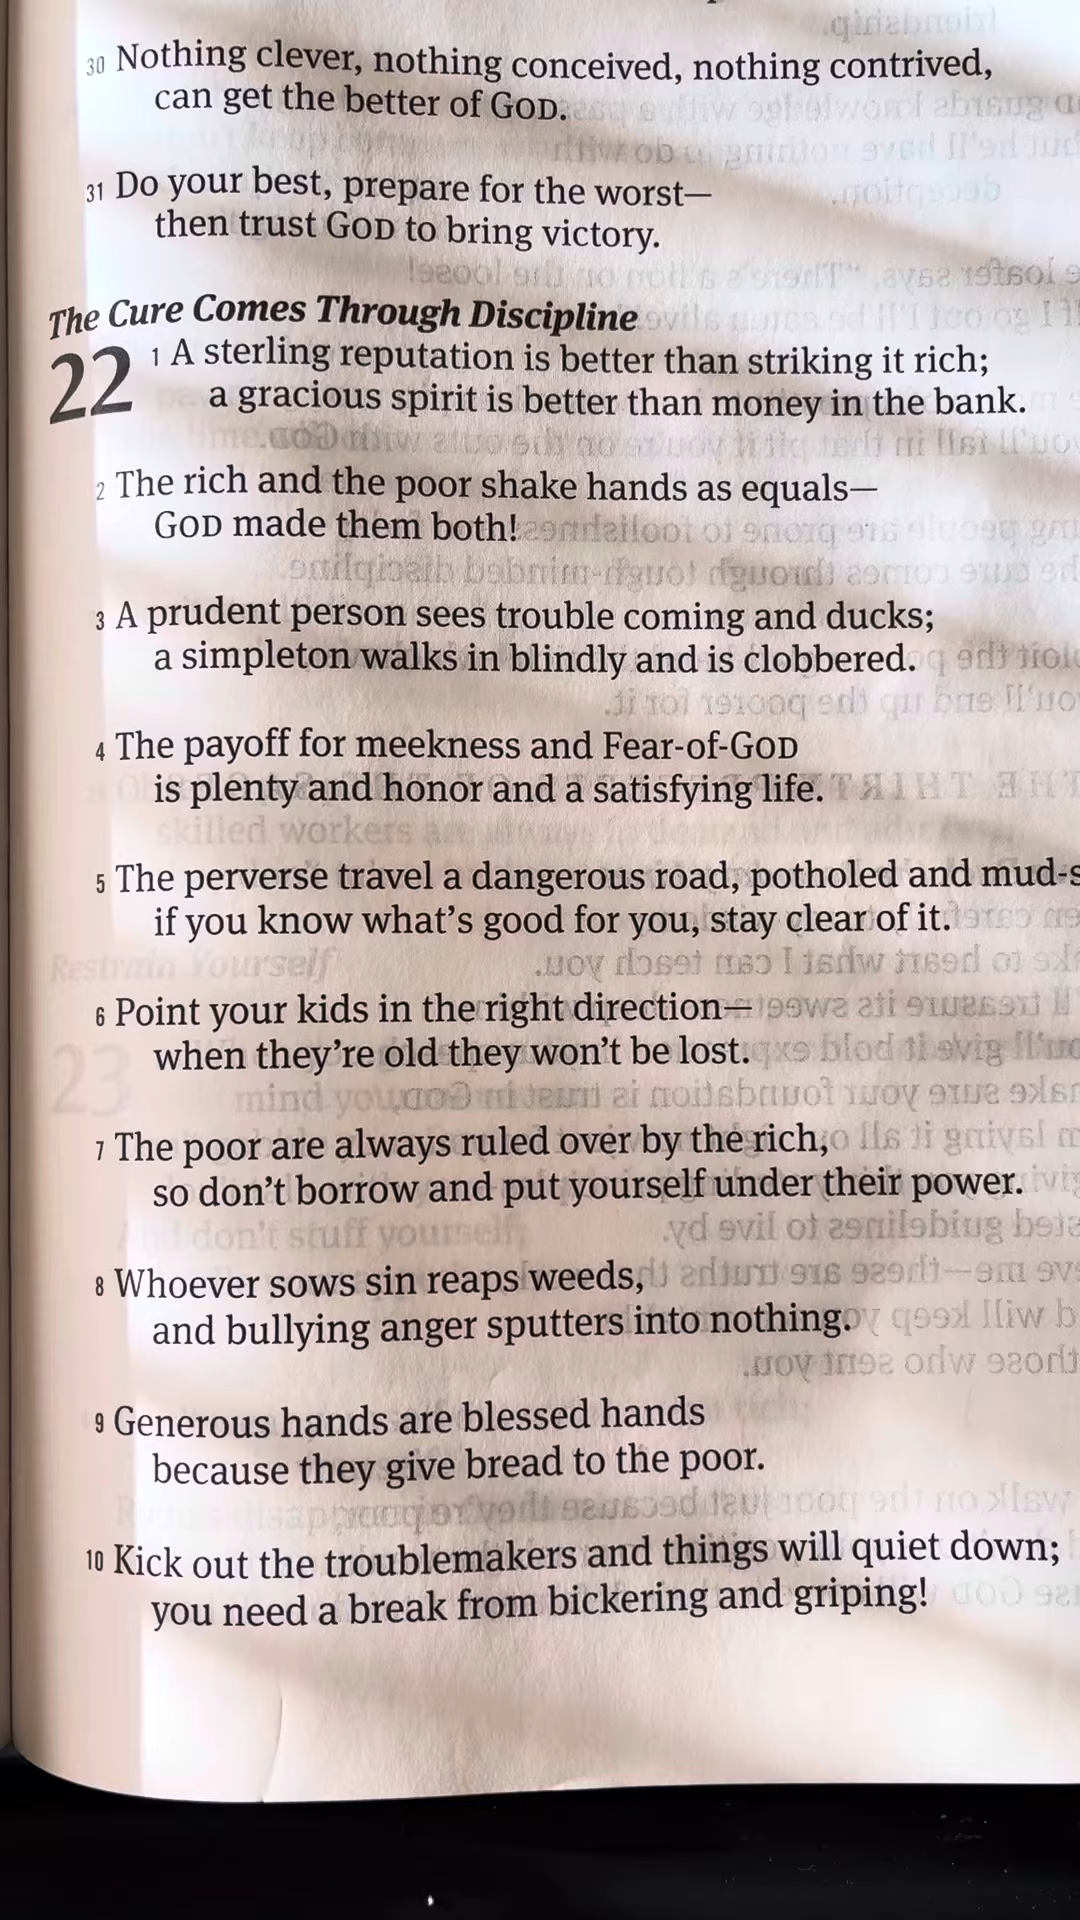 30 Nothing clever, nothing conceived, nothing contrived,
can get the better of GOD.
31 Do your best, prepare for the worst—
then trust GOD to bring victory.
The Cure Comes Through Discipline
22 1 A sterling reputation is better than striking it rich;
a gracious spirit is better than money in the bank.
2 The rich and the poor shake hands as equals—
GOD made them both!
3 A prudent person sees trouble coming and ducks;
a simpleton walks in blindly and is clobbered.
4 The payoff for meekness and Fear-of-GOD
is plenty and honor and a satisfying life.
5 The perverse travel a dangerous road, potholed and mud-s
if you know what's good for you, stay clear of it.
6 Point your kids in the right direction—
when they're old they won't be lost.
7 The poor are always ruled over by the rich,
so don't borrow and put yourself under their power.
8 Whoever sows sin reaps weeds,
and bullying anger sputters into nothing.
9 Generous hands are blessed hands
because they give bread to the poor.
10 Kick out the troublemakers and things will quiet down;
you need a break from bickering and griping!